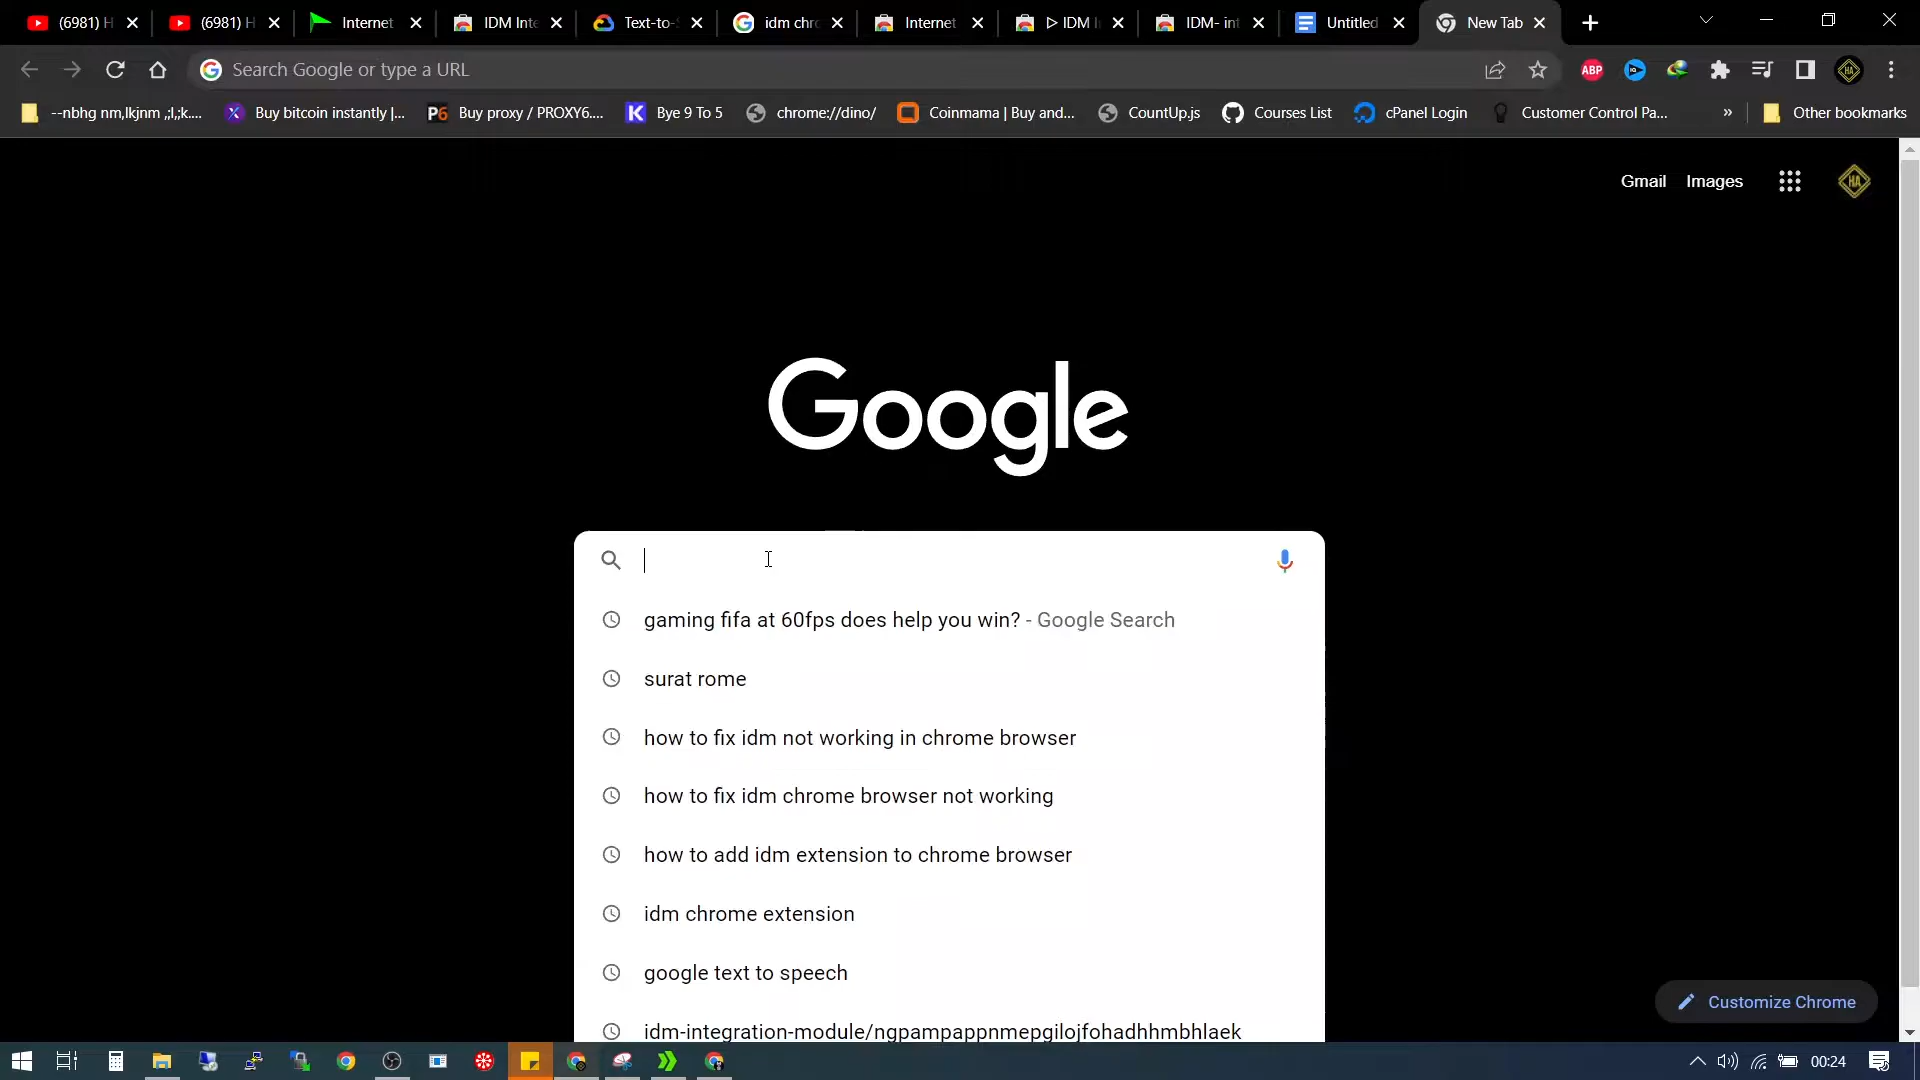 (6981) H
(6981) H
Internet
IDM Inte
Text-to-S
idm chro
Internet
▷ IDM I
IDM- int
Untitled
New Tab
Search Google or type a URL
ABP
HA
--nbhg nm,lkjnm ,;l,;k....
Buy bitcoin instantly |...
P6 Buy proxy / PROXY6....
K Bye 9 To 5
chrome://dino/
Coinmama | Buy and...
CountUp.js
Courses List
cPanel Login
Customer Control Pa...
»
Other bookmarks
Gmail
Images
HA
Google
gaming fifa at 60fps does help you win? - Google Search
surat rome
how to fix idm not working in chrome browser
how to fix idm chrome browser not working
how to add idm extension to chrome browser
idm chrome extension
google text to speech
idm-integration-module/ngpampappnmepgilojfohadhhmbhlaek
Customize Chrome
00:24